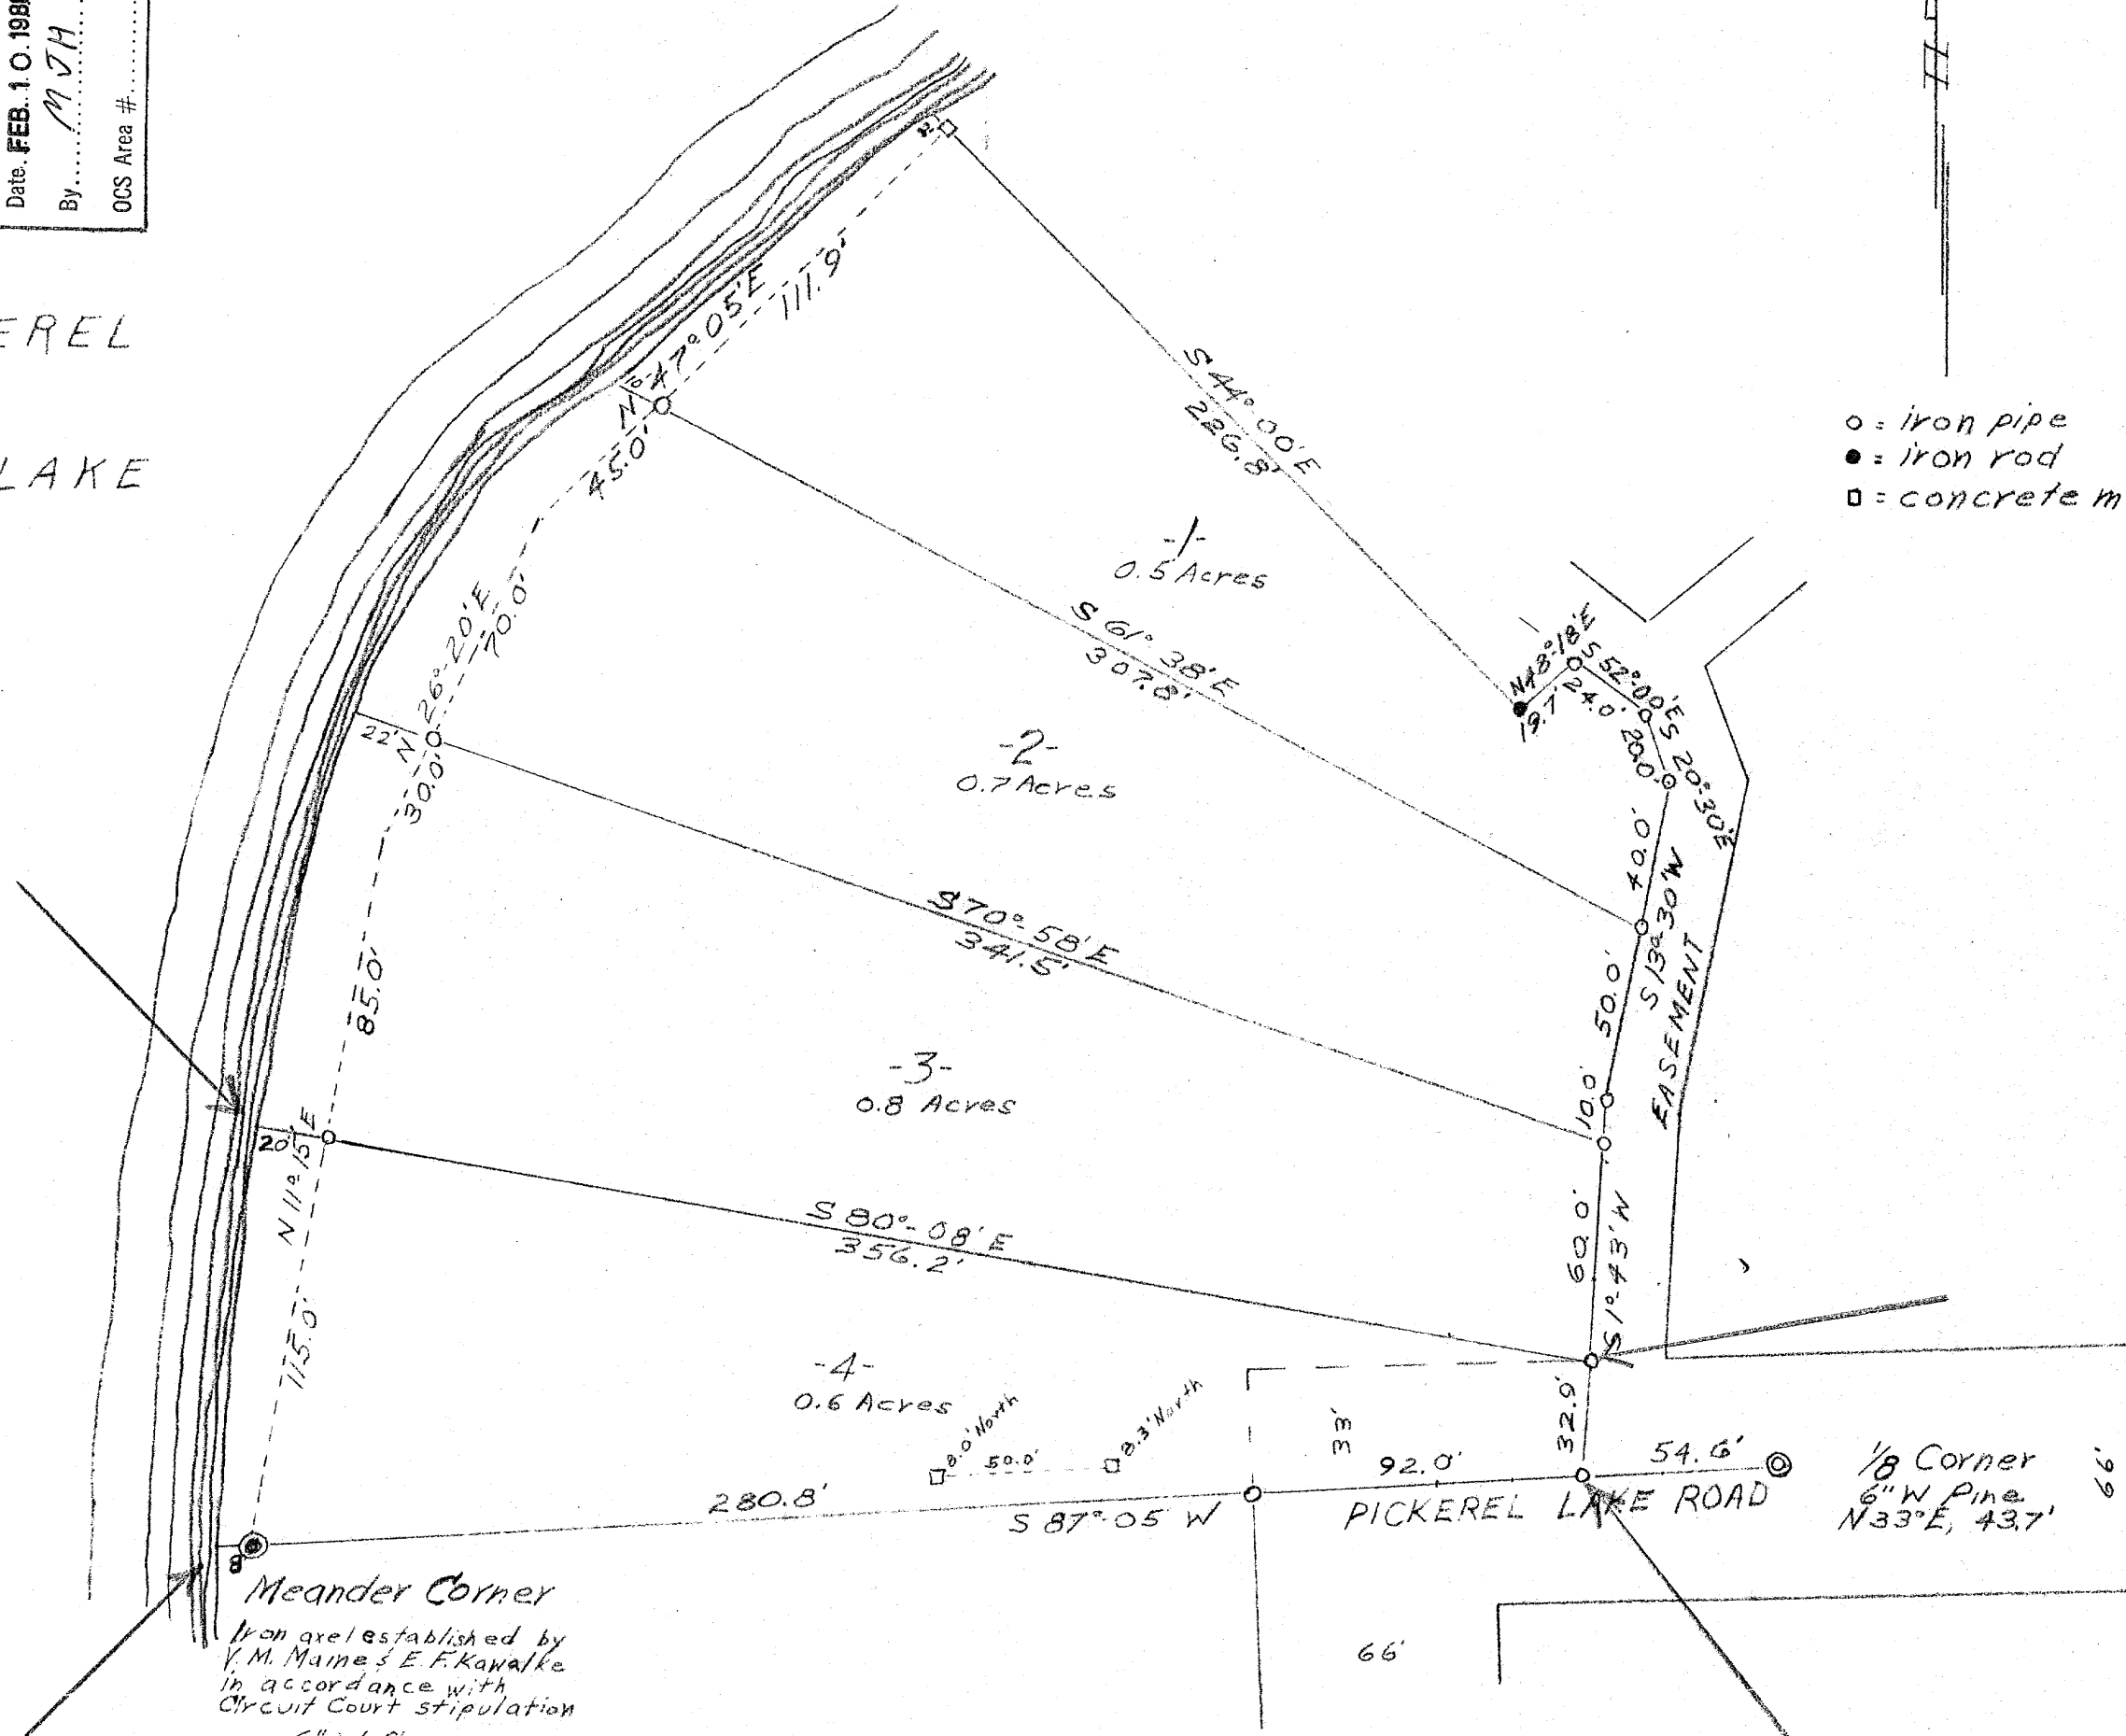 Date. FEB. 1. 0. 198
By MJH
OCS Area #
EREL
LAKE
o = iron pipe
● = iron rod
□ = concrete m
N 47°05'E
111.9'
45.0'
S 44°-00'E
226.8'
-1-
0.5 Acres
S 61°-38'E
307.8'
N 48°-18'E
19.7'
S 52°-00'E
24.0'
S 20°-30'E
20.0'
N 26°-20'E
70.0'
22'
30.0'
-2-
0.7 Acres
40.0'
S 13°-30'W
50.0'
EASEMENT
S 70°-58'E
341.5'
85.0'
-3-
0.8 Acres
10.0'
20'
N 11°-15'E
115.0'
S 80°-08'E
356.2'
60.0'
S 1°-43'W
-4-
0.6 Acres
8.0' North
50.0'
8.3' North
33'
32.9'
92.0'
54.6'
280.8'
S 87°-05 W
PICKEREL LAKE ROAD
1/8 Corner
6" W Pine
N33°E, 43.7'
66'
8
Meander Corner
Iron axel established by
V. M. Maine & E. F. Kawalke
in accordance with
Circuit Court stipulation
66'